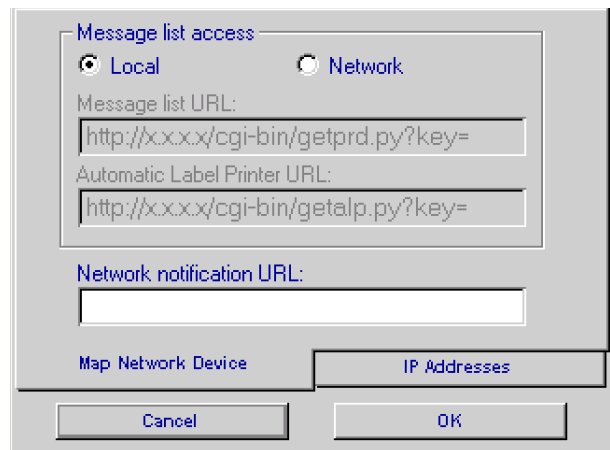 Message list access
Local Network
Message list URL:
http://x.x.x.x/cgi-bin/getprd.py?key=
Automatic Label Printer URL:
http://x.x.x.x/cgi-bin/getalp.py?key=
Network notification URL:
Map Network Device IP Addresses
Cancel OK